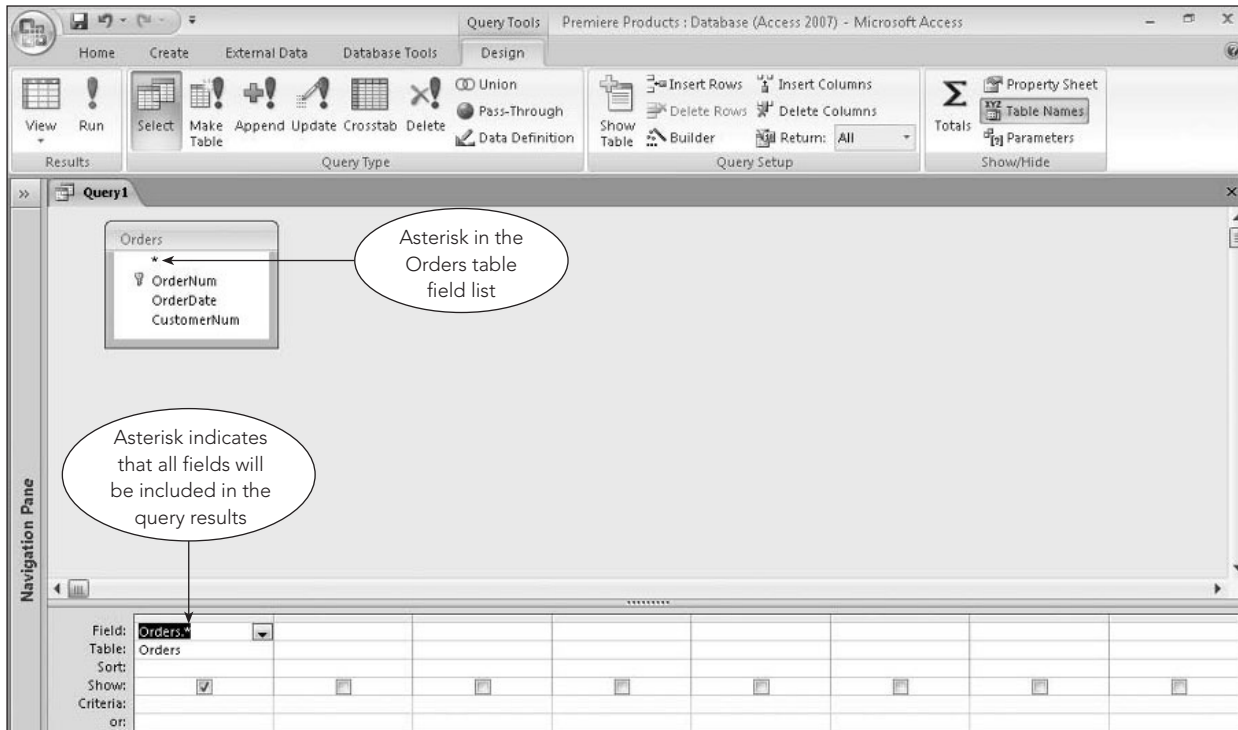 Query Tools
Premiere Products : Database (Access 2007) - Microsoft Access
Home Create External Data Database Tools Design
View
Run
Results
Select
Make Table
Append
Update
Crosstab
Delete
Union
Pass-Through
Data Definition
Query Type
Show Table
Insert Rows
Delete Rows
Builder
Insert Columns
Delete Columns
Return: All
Query Setup
Σ
Totals
Property Sheet
XYZ Table Names
[?] Parameters
Show/Hide
»
Query1
Orders
*
OrderNum
OrderDate
CustomerNum
Asterisk in the
Orders table
field list
Asterisk indicates
that all fields will
be included in the
query results
Navigation Pane
Field: Orders.*
Table: Orders
Sort:
Show:
Criteria:
or: